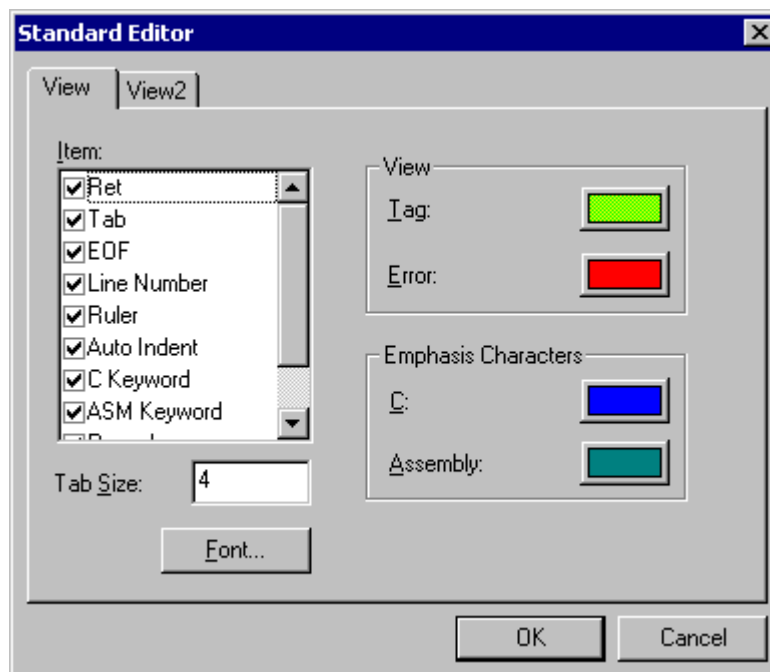 Standard Editor
View
View2
Item:
Ret
Tab
EOF
Line Number
Ruler
Auto Indent
C Keyword
ASM Keyword
Tab Size:
4
Font...
View
Tag:
Error:
Emphasis Characters
C:
Assembly:
OK
Cancel